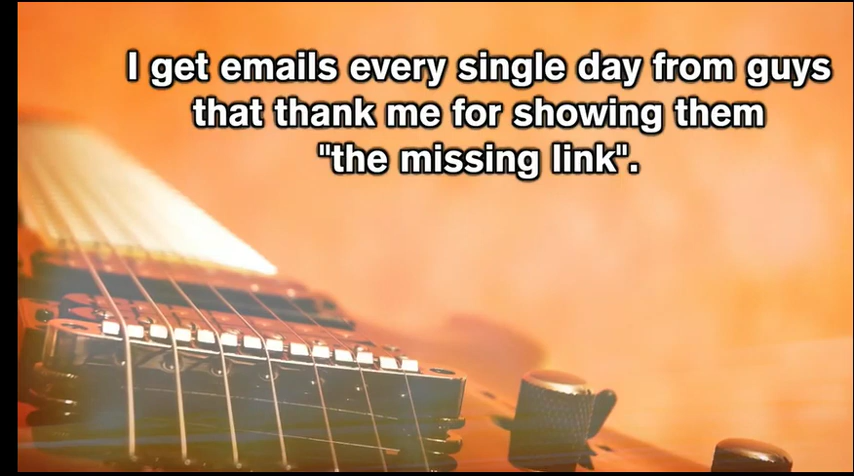 I get emails every single day from guys
that thank me for showing them
"the missing link".